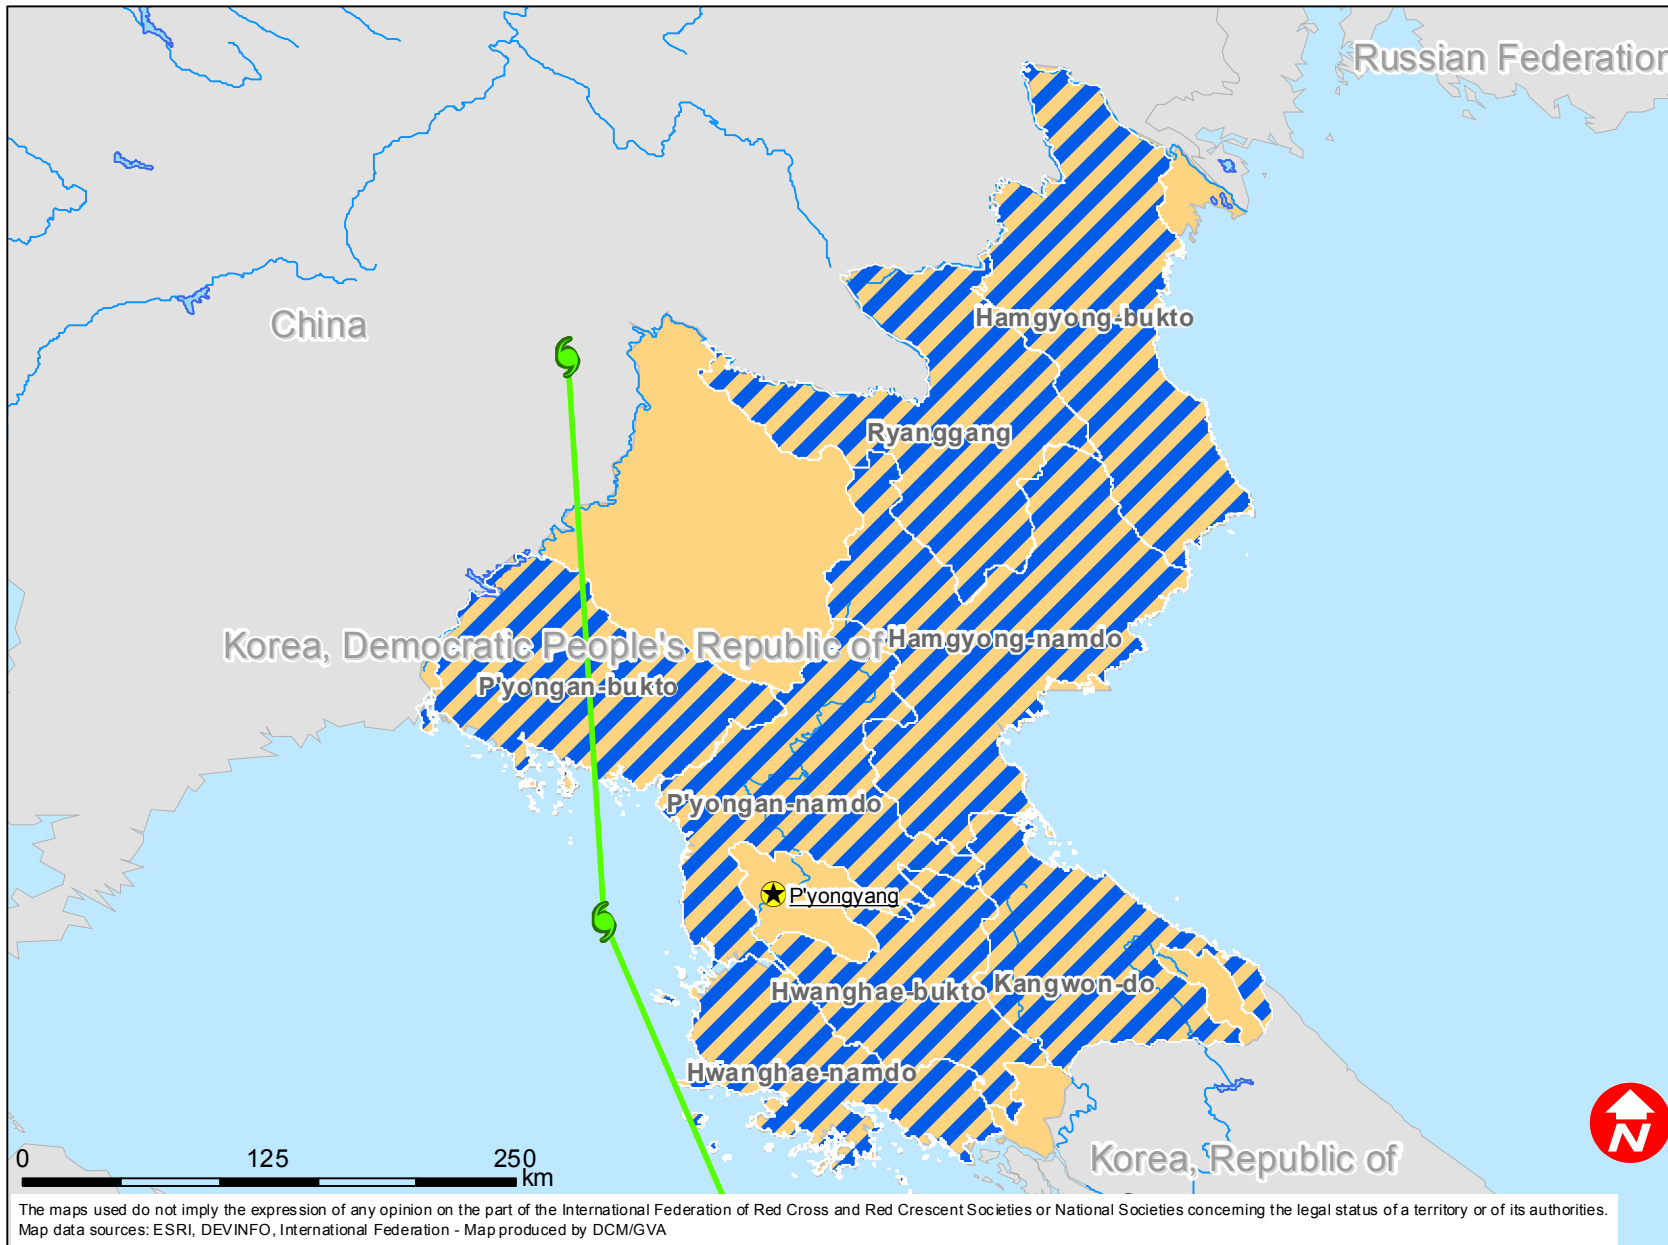 Russian Federation
China
Hamgyong-bukto
Ryanggang
Korea, Democratic People's Republic of
Hamgyong-namdo
P'yongan-bukto
P'yongan-namdo
P'yongyang
Hwanghae-bukto
Kangwon-do
Hwanghae-namdo
Korea, Republic of
N
0 125 250
km
The maps used do not imply the expression of any opinion on the part of the International Federation of Red Cross and Red Crescent Societies or National Societies concerning the legal status of a territory or of its authorities.
Map data sources: ESRI, DEVINFO, International Federation - Map produced by DCM/GVA